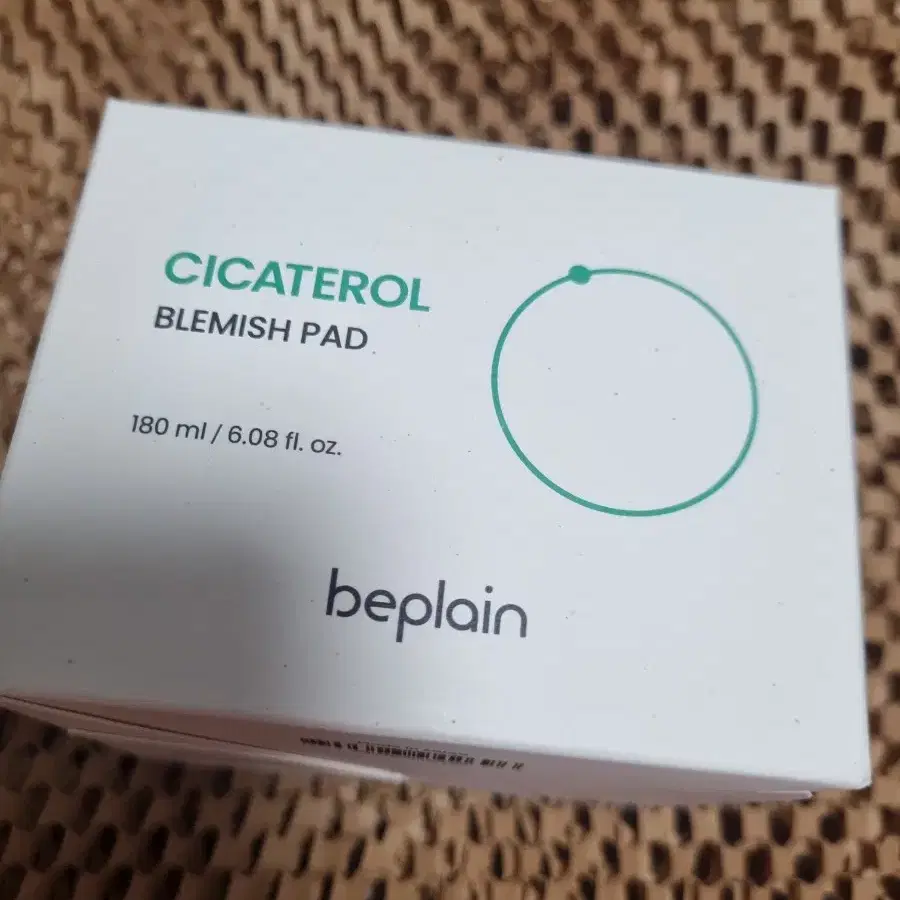 CICATEROL
BLEMISH PAD
180 ml / 6.08 fl. oz.
beplain